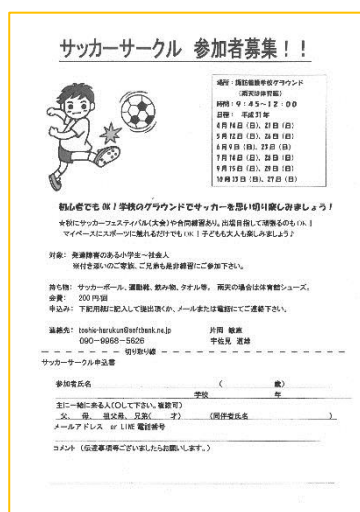 サッカーサークル 参加者募集！！
場所：諏訪養護学校グラウンド
（雨天は体育館）
時間：9：45～12：00
日程： 平成31年
4月14日（日）、21日（日）
5月12日（日）、26日（日）
6月9日（日）、23日（日）
7月14日（日）、28日（日）
9月15日（日）、29日（日）
10月13日（日）、27日（日）
初心者でもOK！学校のグラウンドでサッカーを思い切り楽しみましょう！
★秋にサッカーフェスティバル（大会）や合同練習あり。出場目指して頑張るのもOK！
マイペースにスポーツに触れるだけでもOK！子どもも大人も楽しみましょう♪
対象： 発達障害のある小学生～社会人
※付き添いのご家族、ご兄弟も是非練習にご参加下さい。
持ち物： サッカーボール、運動靴、飲み物、タオル等。 雨天の場合は体育館シューズ。
会費： 200円/回
申込み： 下記用紙に記入して提出頂くか、メールまたは電話にてご連絡下さい。
連絡先： toshie-harukun@softbank.ne.jp 片岡
090-9968-5626 宇佐見
切り取り線
サッカーサークル申込書
参加者氏名 （ 歳）
学校 年
主に一緒に来る人（○して下さい。複数可）
父、 母、 祖父母、兄弟（ 才） （同伴者氏名 ）
メールアドレス or LINE 電話番号
コメント（伝達事項等ございましたらお願いします。）